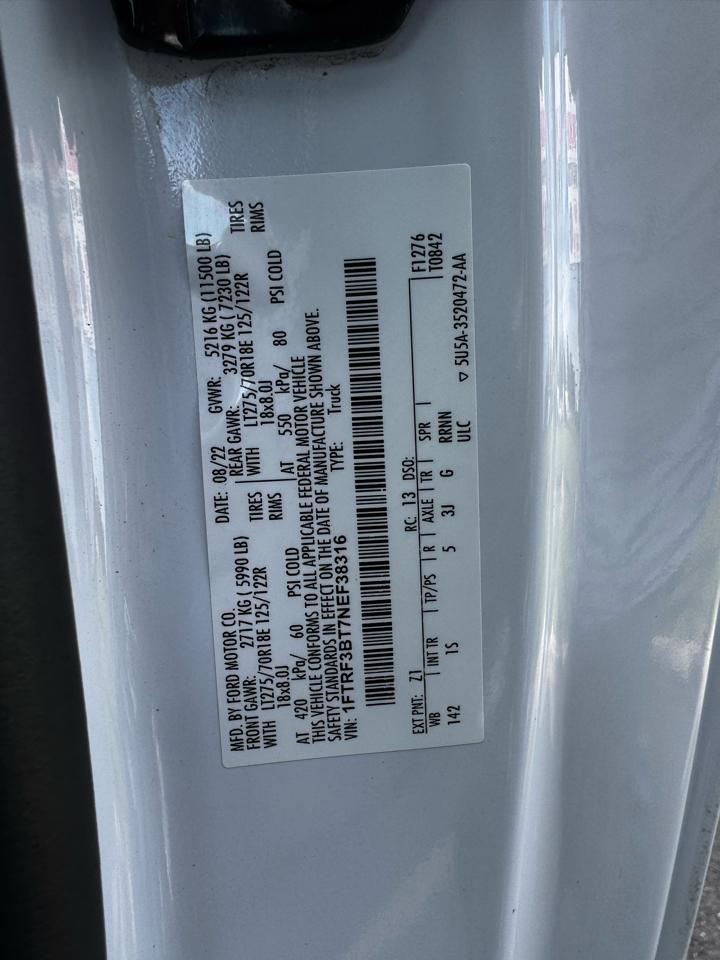 MFD. BY FORD MOTOR CO.
DATE: 08/22 GVWR: 5216 KG (11500 LB)
FRONT GAWR: 2717 KG ( 5990 LB) REAR GAWR: 3279 KG ( 7230 LB)
WITH LT275/70R18E 125/122R TIRES WITH LT275/70R18E 125/122R TIRES
18x8.0J RIMS 18x8.0J RIMS
AT 420 kPa/ 60 PSI COLD AT 550 kPa/ 80 PSI COLD
THIS VEHICLE CONFORMS TO ALL APPLICABLE FEDERAL MOTOR VEHICLE
SAFETY STANDARDS IN EFFECT ON THE DATE OF MANUFACTURE SHOWN ABOVE.
VIN: 1FTRF3BT7NEF38316 TYPE: Truck
EXT PNT: Z1 RC: 13 DSO: F1276
WB INT TR TP/PS R AXLE TR SPR T0842
142 1S 5 3J G RRNN
ULC
▽ 5U5A-3520472-AA